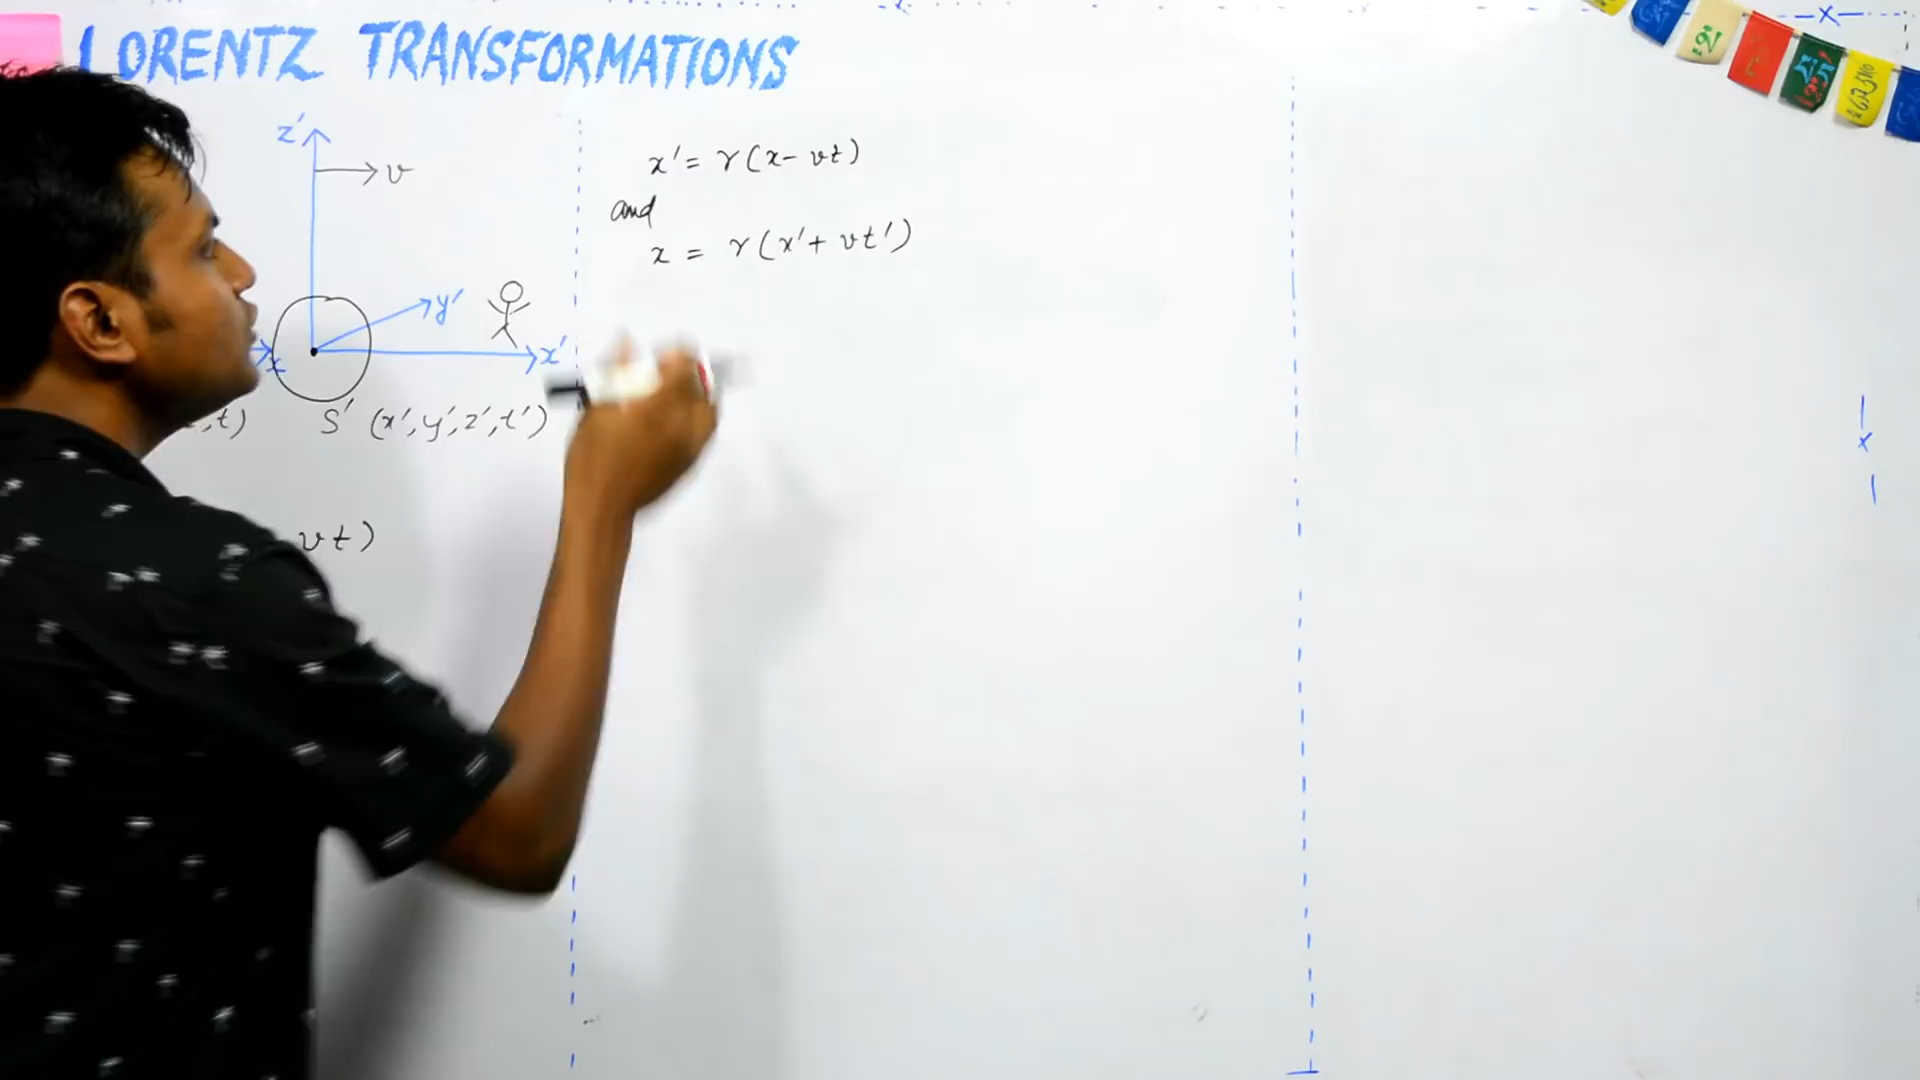 LORENTZ TRANSFORMATIONS
z'
v
y'
x
x'
,t)
S' (x',y',z',t')
vt)
x' = γ(x - vt)
and
x = γ(x' + vt')
x
x